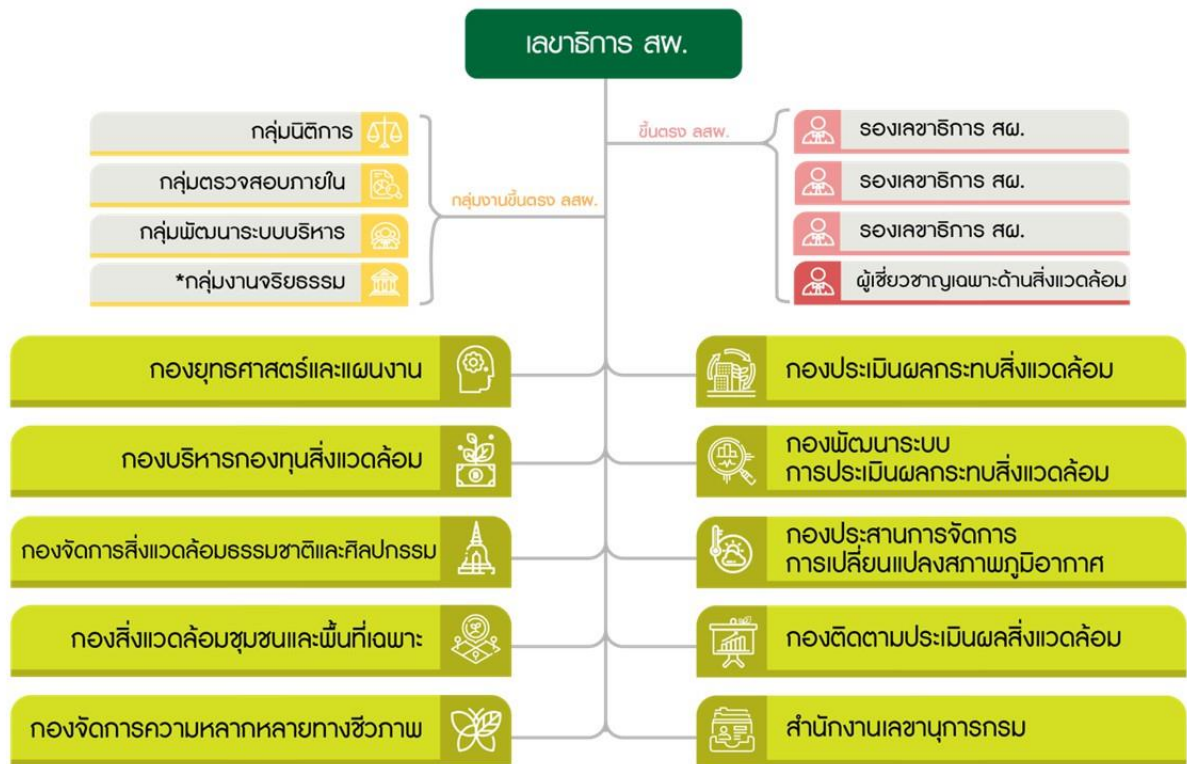 เลขาธิการ สผ.
กลุ่มนิติการ
กลุ่มตรวจสอบภายใน
กลุ่มพัฒนาระบบบริหาร
*กลุ่มงานจริยธรรม
กลุ่มงานขึ้นตรง ลสผ.
ขึ้นตรง ลสผ.
รองเลขาธิการ สผ.
รองเลขาธิการ สผ.
รองเลขาธิการ สผ.
ผู้เชี่ยวชาญเฉพาะด้านสิ่งแวดล้อม
กองยุทธศาสตร์และแผนงาน
กองบริหารกองทุนสิ่งแวดล้อม
กองจัดการสิ่งแวดล้อมธรรมชาติและศิลปกรรม
กองสิ่งแวดล้อมชุมชนและพื้นที่เฉพาะ
กองจัดการความหลากหลายทางชีวภาพ
กองประเมินผลกระทบสิ่งแวดล้อม
กองพัฒนาระบบ
การประเมินผลกระทบสิ่งแวดล้อม
กองประสานการจัดการ
การเปลี่ยนแปลงสภาพภูมิอากาศ
กองติดตามประเมินผลสิ่งแวดล้อม
สำนักงานเลขานุการกรม